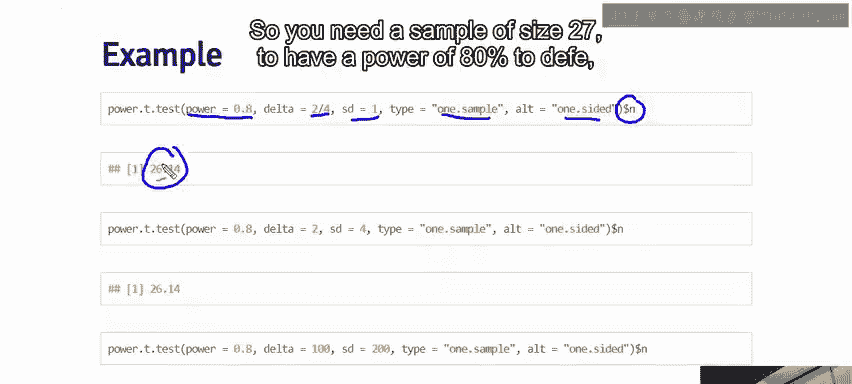 So you need a sample of size 27,
to have a power of 80% to defe,
Example
power.t.test(power = 0.8, delta = 2/4, sd = 1, type = "one.sample", alt = "one.sided")$n
## [1] 26.14
power.t.test(power = 0.8, delta = 2, sd = 4, type = "one.sample", alt = "one.sided")$n
## [1] 26.14
power.t.test(power = 0.8, delta = 100, sd = 200, type = "one.sample", alt = "one.sided")$n